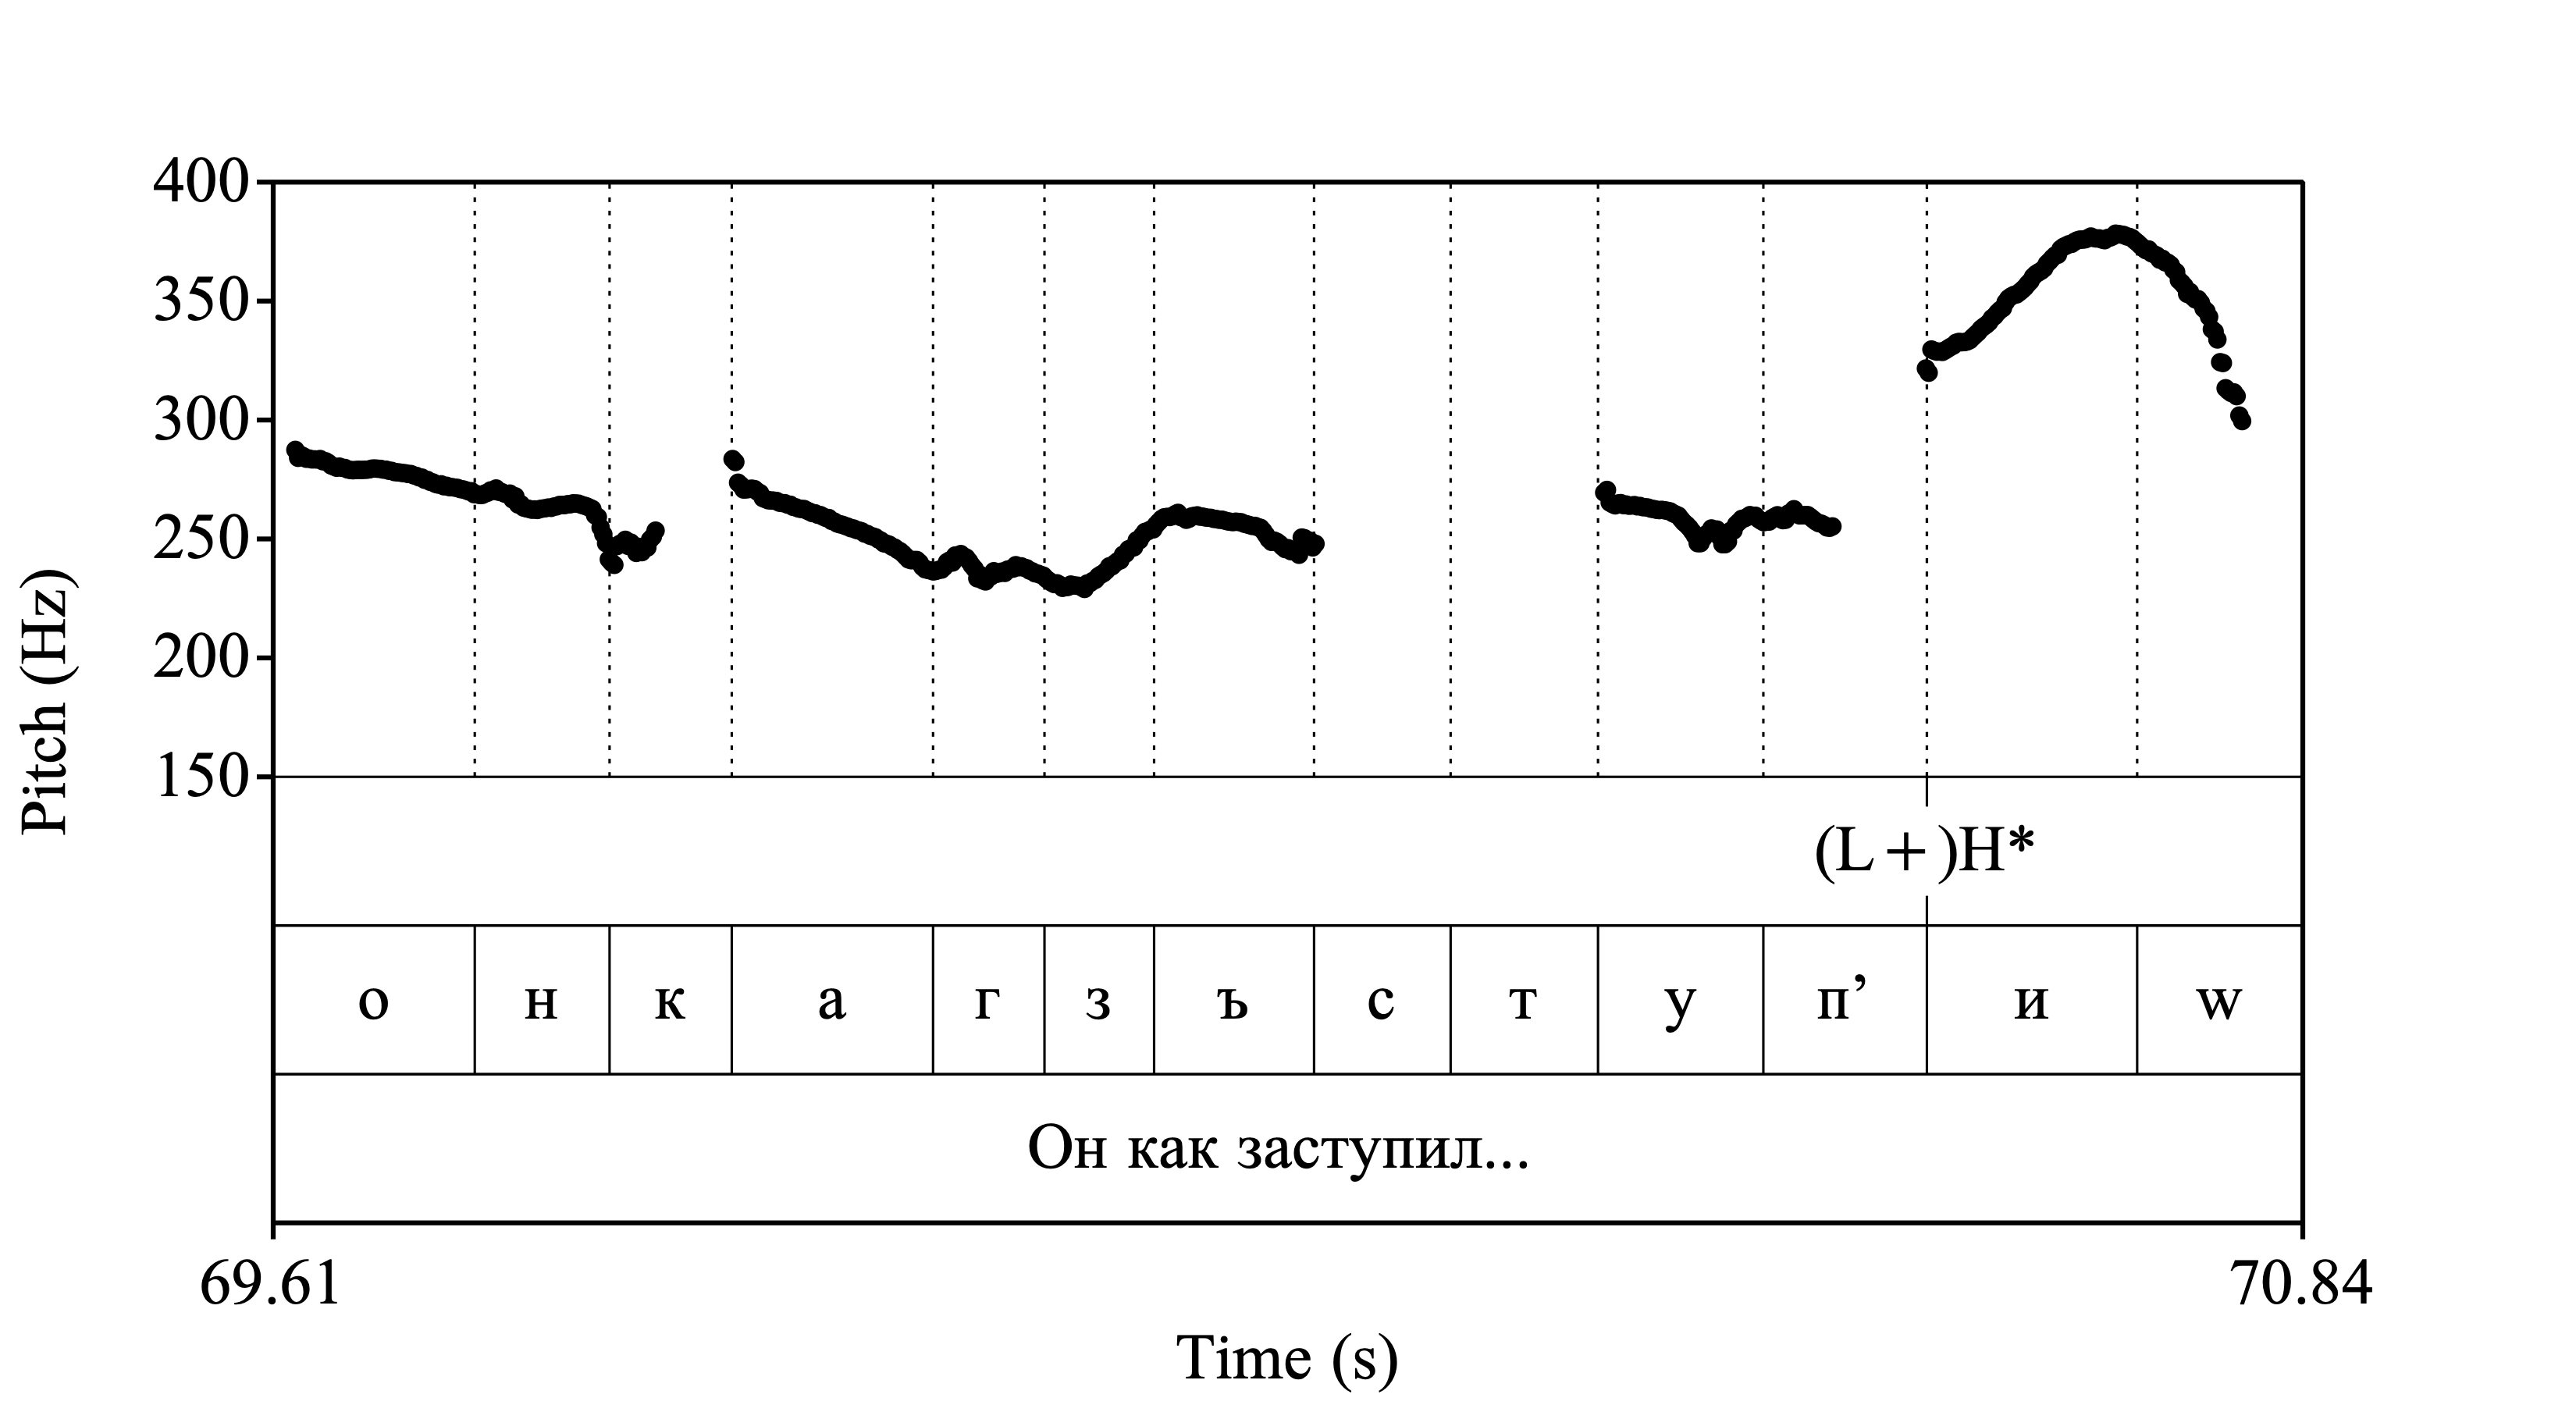 400
350
300
250
200
150
Pitch (Hz)
(L+)H*
о н к а г з ъ с т у п’ и w
Он как заступил...
69.61 70.84
Time (s)